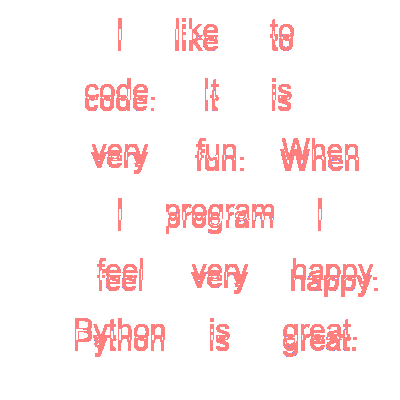 I like to
code. It is
very fun. When
I program I
feel very happy.
Python is great.